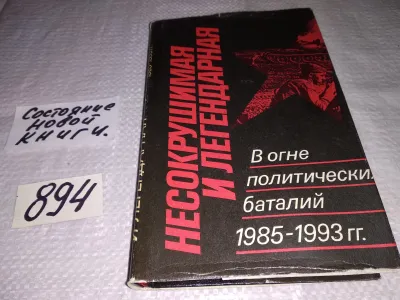 Состояние
новой
книги.
894
НЕСОКРУШИМАЯ
И ЛЕГЕНДАРНАЯ
В огне
политических
баталий
1985-1993 гг.